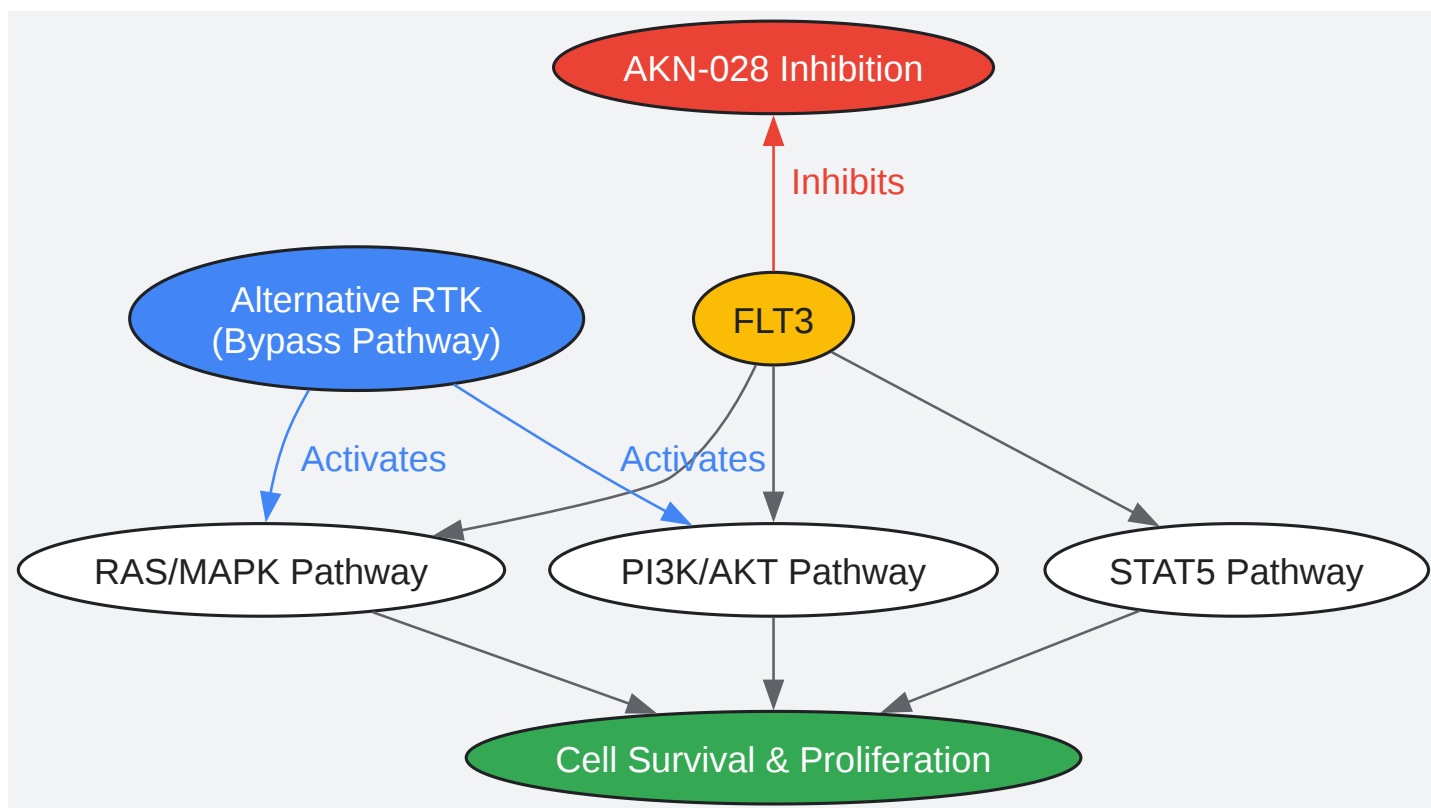 AKN-028 Inhibition
Inhibits
Alternative RTK
(Bypass Pathway)
FLT3
Activates
Activates
RAS/MAPK Pathway
PI3K/AKT Pathway
STAT5 Pathway
Cell Survival & Proliferation